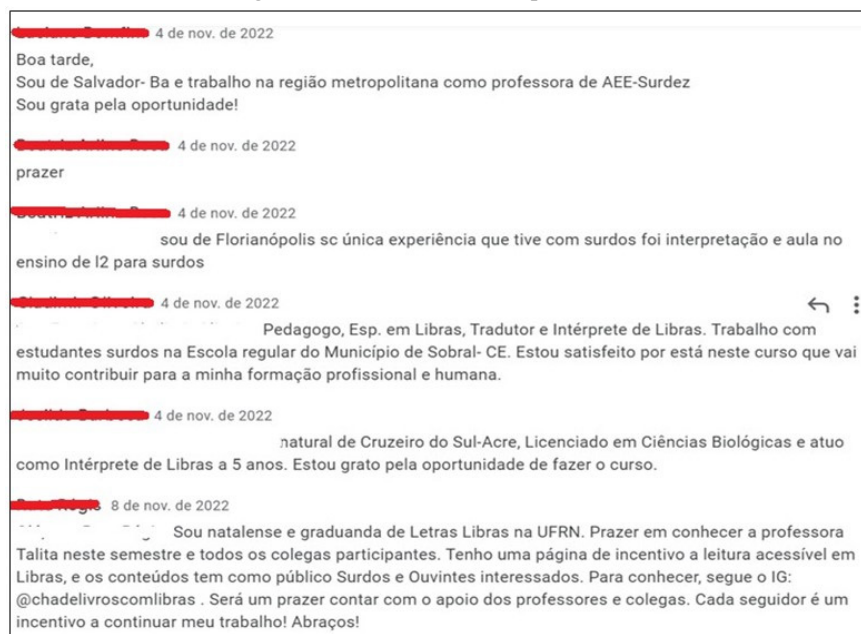 4 de nov. de 2022
Boa tarde,
Sou de Salvador- Ba e trabalho na região metropolitana como professora de AEE-Surdez
Sou grata pela oportunidade!
4 de nov. de 2022
prazer
4 de nov. de 2022
sou de Florianópolis sc única experiência que tive com surdos foi interpretação e aula no
ensino de l2 para surdos
4 de nov. de 2022
Pedagogo, Esp. em Libras, Tradutor e Intérprete de Libras. Trabalho com
estudantes surdos na Escola regular do Município de Sobral- CE. Estou satisfeito por está neste curso que vai
muito contribuir para a minha formação profissional e humana.
4 de nov. de 2022
natural de Cruzeiro do Sul-Acre, Licenciado em Ciências Biológicas e atuo
como Intérprete de Libras a 5 anos. Estou grato pela oportunidade de fazer o curso.
8 de nov. de 2022
Sou natalense e graduanda de Letras Libras na UFRN. Prazer em conhecer a professora
Talita neste semestre e todos os colegas participantes. Tenho uma página de incentivo a leitura acessível em
Libras, e os conteúdos tem como público Surdos e Ouvintes interessados. Para conhecer, segue o IG:
@chadelivroscomlibras . Será um prazer contar com o apoio dos professores e colegas. Cada seguidor é um
incentivo a continuar meu trabalho! Abraços!